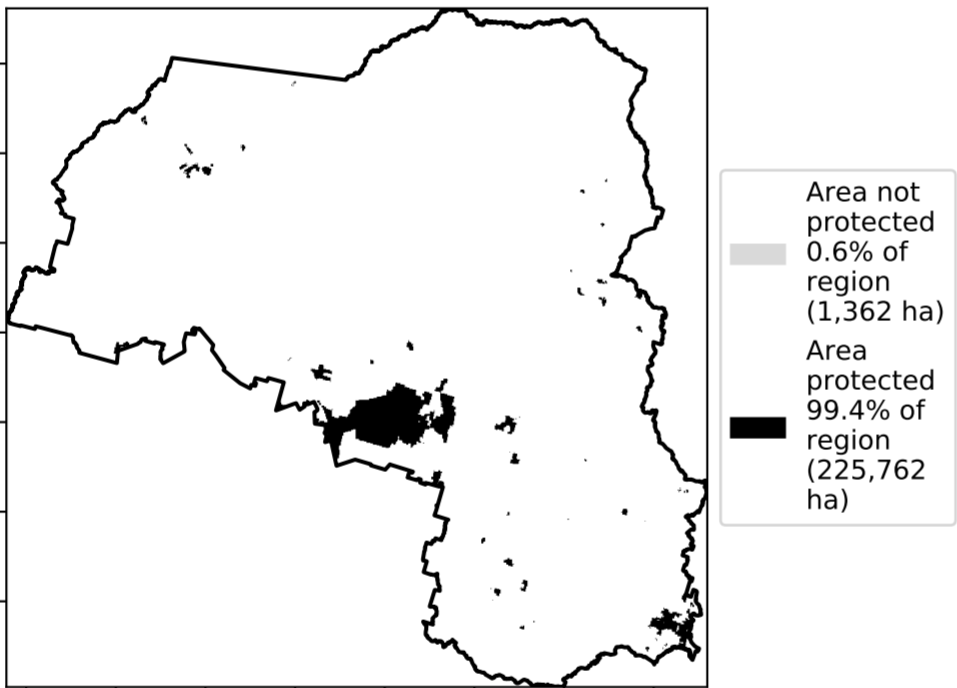 Area not
protected
0.6% of
region
(1,362 ha)
Area
protected
99.4% of
region
(225,762
ha)